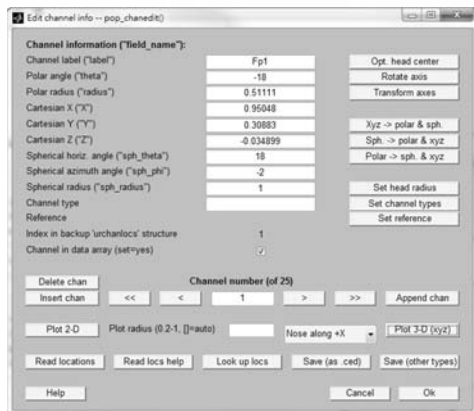 Edit channel info -- pop_chanedit()
Channel information ("field_name"):
Channel label ("label") Fp1 Opt. head center
Polar angle ("theta") -18 Rotate axis
Polar radius ("radius") 0.51111 Transform axes
Cartesian X ("X") 0.95048
Cartesian Y ("Y") 0.30883 Xyz -> polar & sph.
Cartesian Z ("Z") -0.034899 Sph. -> polar & xyz
Spherical horiz. angle ("sph_theta") 18 Polar -> sph. & xyz
Spherical azimuth angle ("sph_phi") -2
Spherical radius ("sph_radius") 1 Set head radius
Channel type Set channel types
Reference Set reference
Index in backup 'urchanlocs' structure 1
Channel in data array (set=yes)
Delete chan Channel number (of 25)
Insert chan << < 1 > >> Append chan
Plot 2-D Plot radius (0.2-1, []=auto) Nose along +X Plot 3-D (xyz)
Read locations Read locs help Look up locs Save (as .ced) Save (other types)
Help Cancel Ok